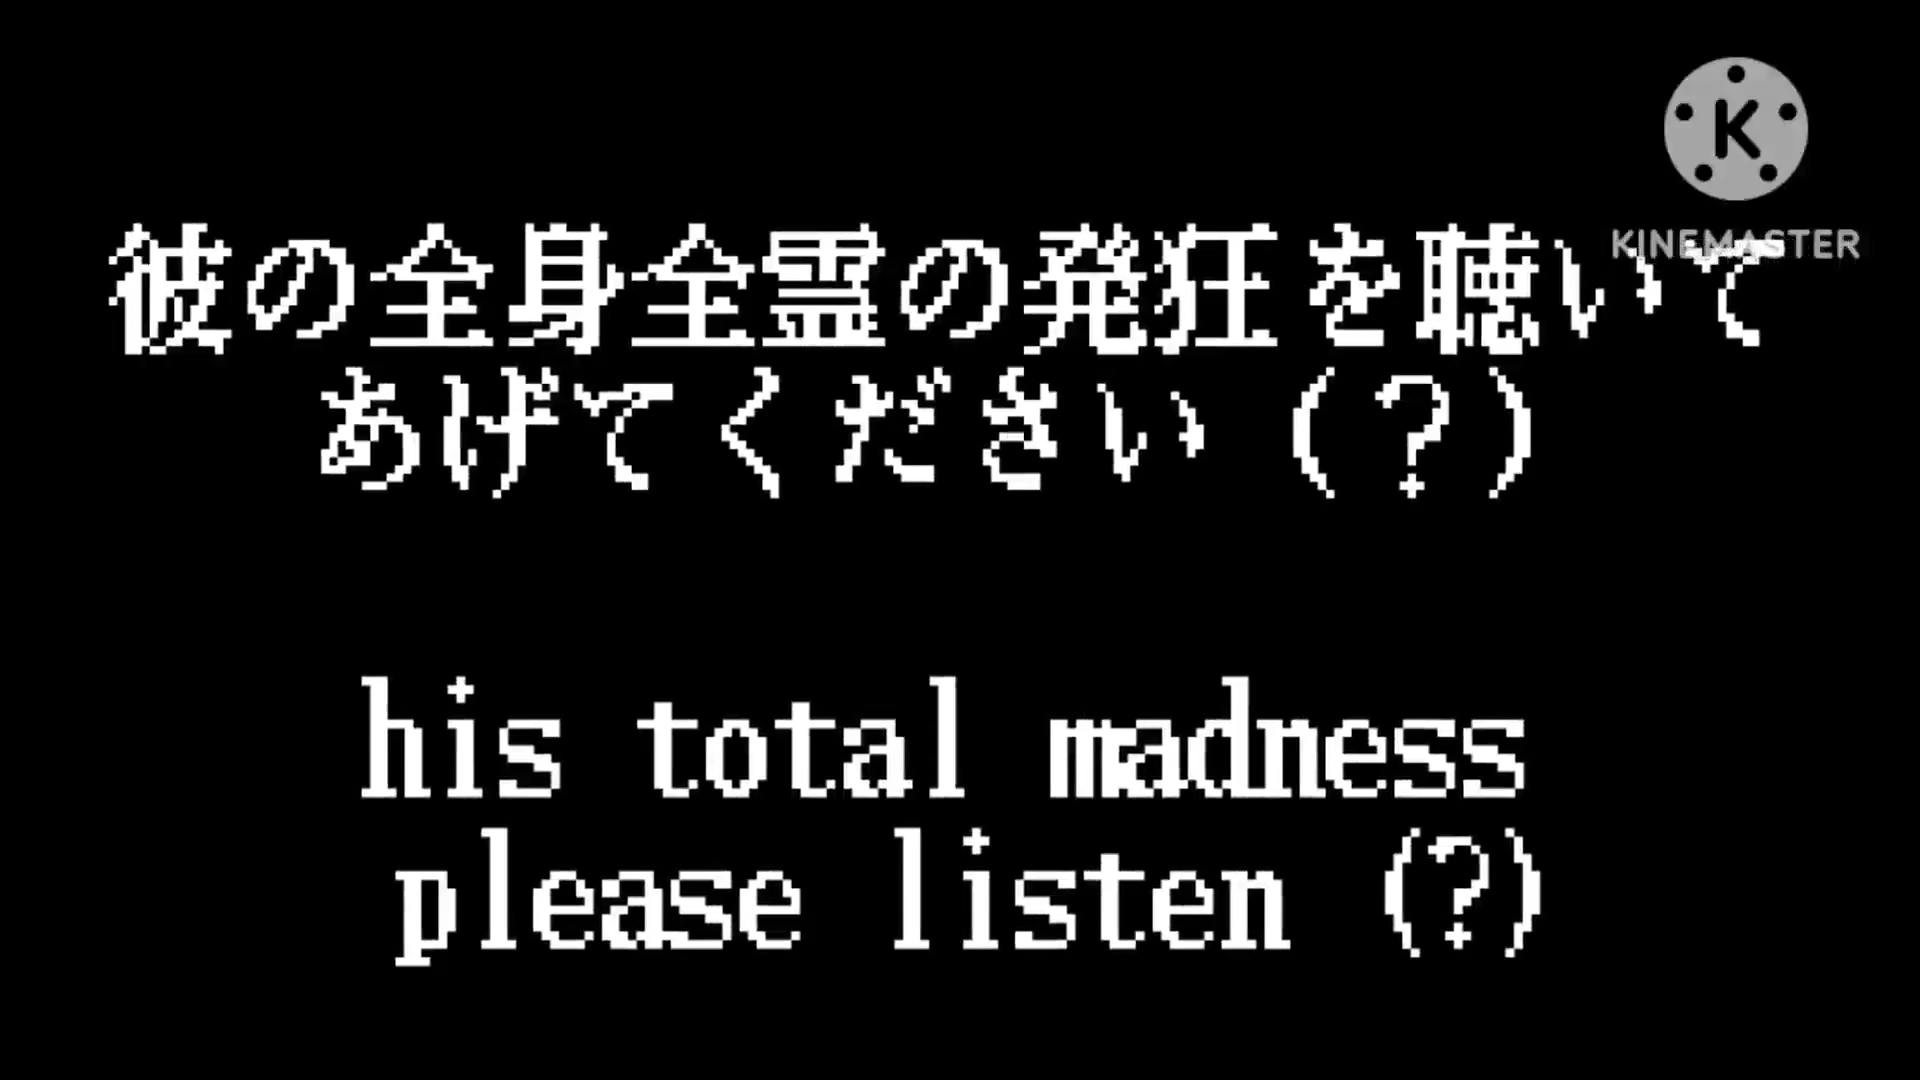 K
KINEMASTER
彼の全身全霊の発狂を聴いて
あげてください（？）
his total madness
please listen (?)